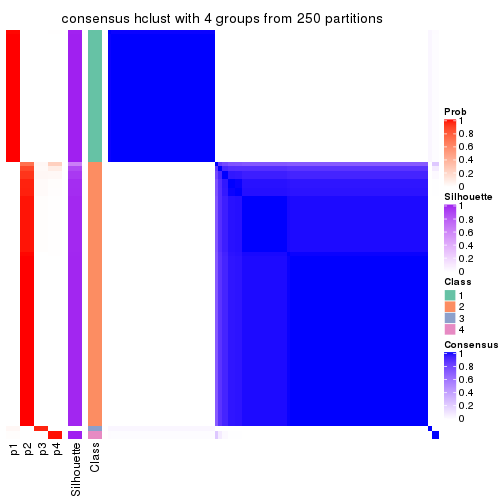 consensus hclust with 4 groups from 250 partitions
Prob
1
0.8
0.6
0.4
0.2
0
Silhouette
1
0.8
0.6
0.4
0.2
0
Class
1
2
3
4
Consensus
1
0.8
0.6
0.4
0.2
0
p1
p2
p3
p4
Silhouette
Class